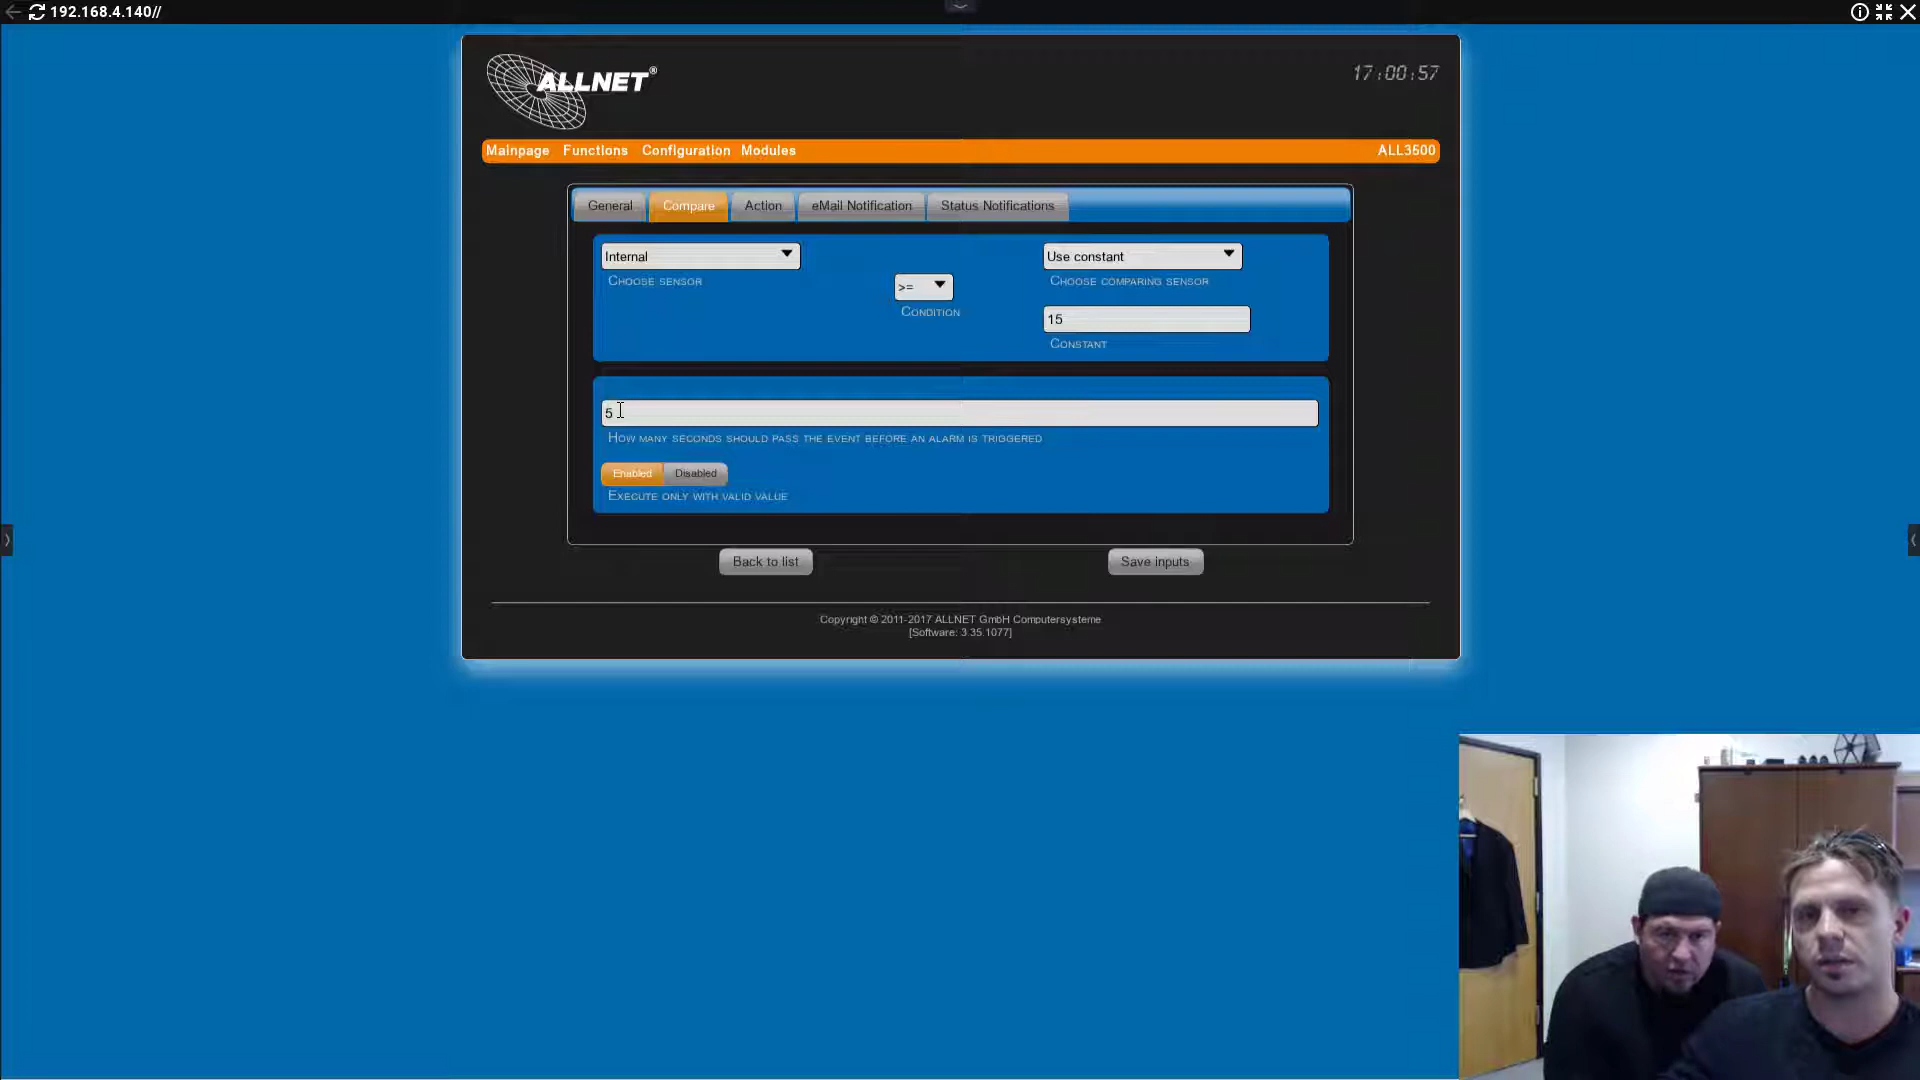 192.168.4.140//
ALLNET®
17:00:57
Mainpage Functions Configuration Modules ALL3500
General Compare Action eMail Notification Status Notifications
Internal
Choose sensor
>=
Condition
Use constant
Choose comparing sensor
15
Constant
5
How many seconds should pass the event before an alarm is triggered
Enabled Disabled
Execute only with valid value
Back to list Save inputs
Copyright © 2011-2017 ALLNET GmbH Computersysteme
[Software: 3.35.1077]